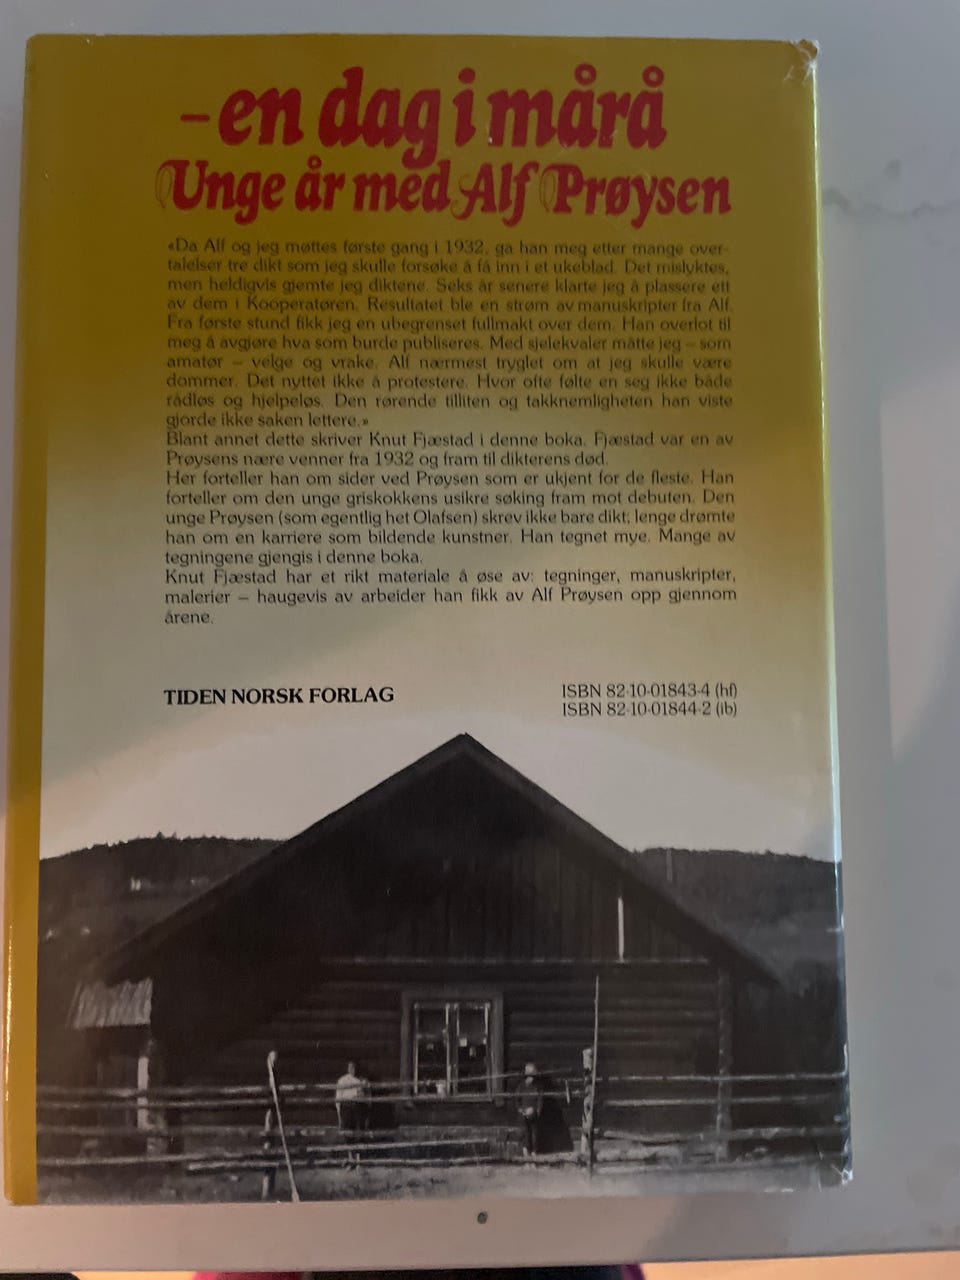 – en dag i mårå
Unge år med Alf Prøysen
«Da Alf og jeg møttes første gang i 1932, ga han meg etter mange over-
talelser tre dikt som jeg skulle forsøke å få inn i et ukeblad. Det mislyktes,
men heldigvis gjemte jeg diktene. Seks år senere klarte jeg å plassere ett
av dem i Kooperatøren. Resultatet ble en strøm av manuskripter fra Alf.
Fra første stund fikk jeg en ubegrenset fullmakt over dem. Han overlot til
meg å avgjøre hva som burde publiseres. Med sjelekvaler måtte jeg – som
amatør – velge og vrake. Alf nærmest tryglet om at jeg skulle være
dommer. Det nyttet ikke å protestere. Hvor ofte følte en seg ikke både
rådløs og hjelpeløs. Den rørende tilliten og takknemligheten han viste
gjorde ikke saken lettere.»
Blant annet dette skriver Knut Fjæstad i denne boka. Fjæstad var en av
Prøysens nære venner fra 1932 og fram til dikterens død.
Her forteller han om sider ved Prøysen som er ukjent for de fleste. Han
forteller om den unge griskokkens usikre søking fram mot debuten. Den
unge Prøysen (som egentlig het Olafsen) skrev ikke bare dikt; lenge drømte
han om en karriere som bildende kunstner. Han tegnet mye. Mange av
tegningene gjengis i denne boka.
Knut Fjæstad har et rikt materiale å øse av: tegninger, manuskripter,
malerier – haugevis av arbeider han fikk av Alf Prøysen opp gjennom
årene.
TIDEN NORSK FORLAG
ISBN 82-10-01843-4 (hf)
ISBN 82-10-01844-2 (ib)